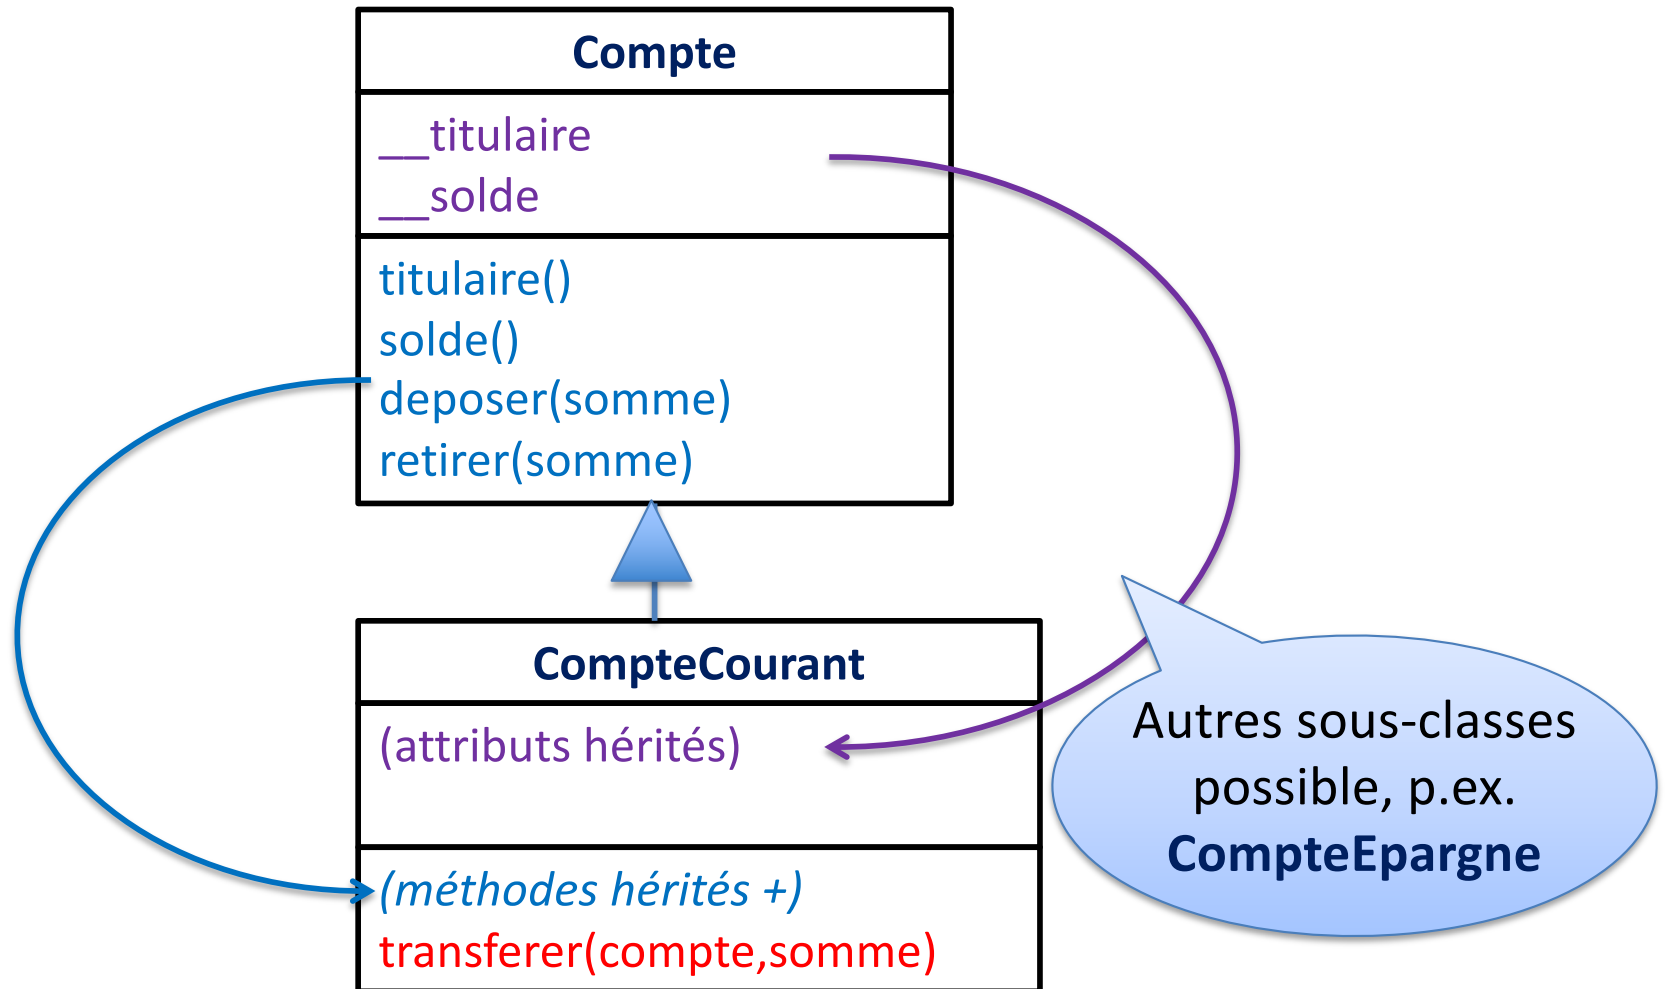 Compte
__titulaire
__solde
titulaire()
solde()
deposer(somme)
retirer(somme)
CompteCourant
(attributs hérités)
(méthodes hérités +)
transferer(compte,somme)
Autres sous-classes
possible, p.ex.
CompteEpargne